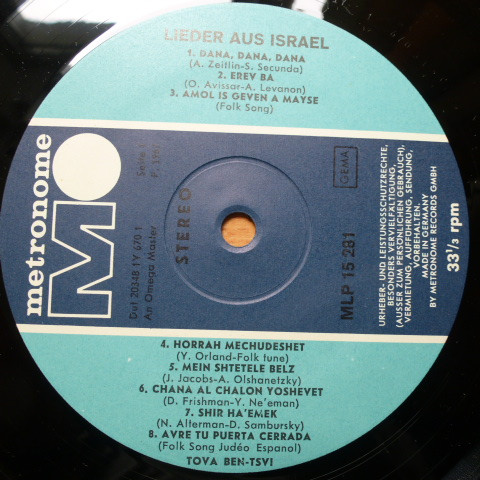 LIEDER AUS ISRAEL
1. DANA, DANA, DANA
(A. Zeitlin-S. Secunda)
2. EREV BA
(O. Avissar-A. Levanon)
3. AMOL IS GEVEN A MAYSE
(Folk Song)
metronome
Seite 1
STEREO
Dut 20348 1Y 670.1
An Omega Master
GEMA
MLP 15 281
URHEBER- UND LEISTUNGSSCHUTZRECHTE,
BESONDERS VERVIELFÄLTIGUNG,
(AUSSER ZUM PERSÖNLICHEN GEBRAUCH),
VERMIETUNG, AUFFÜHRUNG, SENDUNG,
VORBEHALTEN.
MADE IN GERMANY
BY METRONOME RECORDS GMBH
33⅓ rpm
4. HORRAH MECHUDESHET
(Y. Orland-Folk tune)
5. MEIN SHTETELE BELZ
(J. Jacobs-A. Olshanetzky)
6. CHANA AL CHALON YOSHEVET
(D. Frishman-Y. Ne'eman)
7. SHIR HA'EMEK
(N. Alterman-D. Sambursky)
8. AVRE TU PUERTA CERRADA
(Folk Song Judéo Espanol)
TOVA BEN-TSVI